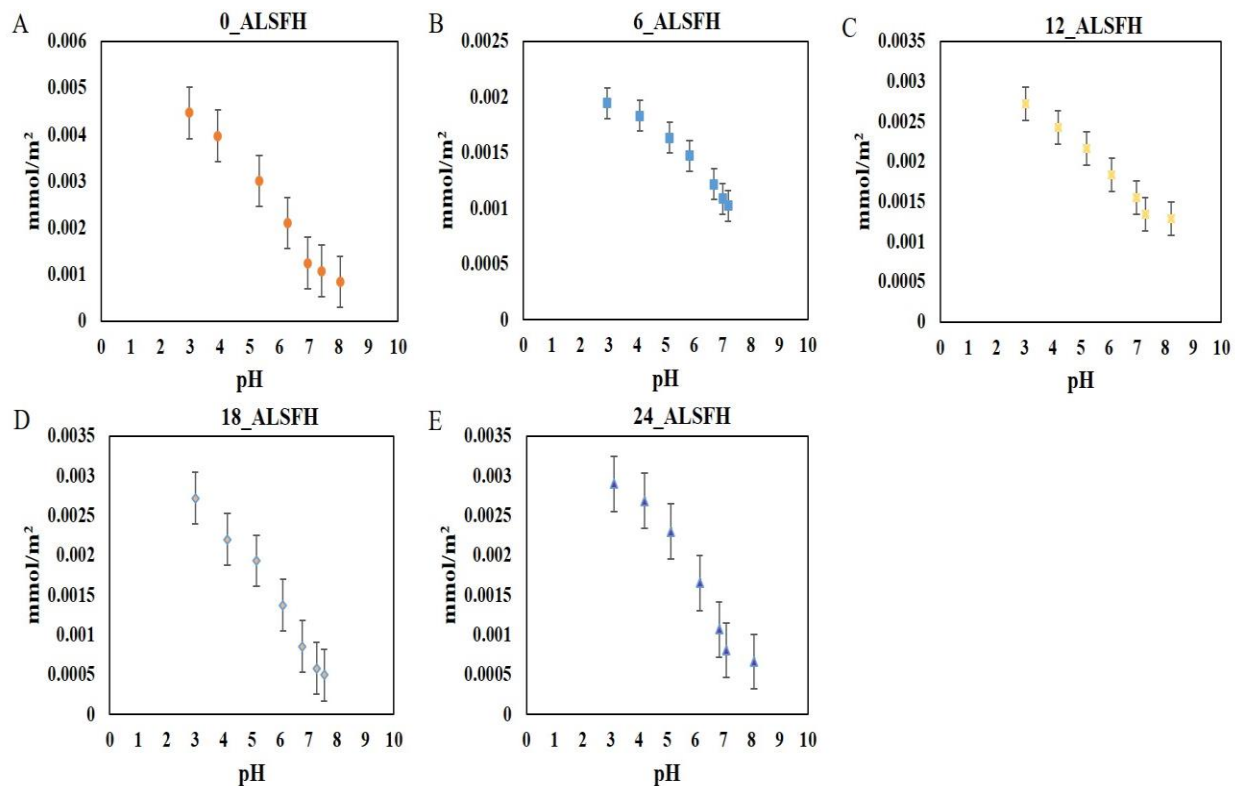 A
0_ALSFH
0.006
0.005
0.004
0.003
0.002
0.001
0
mmol/m²
0 1 2 3 4 5 6 7 8 9 10
pH
B
6_ALSFH
0.0025
0.002
0.0015
0.001
0.0005
0
mmol/m²
0 1 2 3 4 5 6 7 8 9 10
pH
C
12_ALSFH
0.0035
0.003
0.0025
0.002
0.0015
0.001
0.0005
0
mmol/m²
0 1 2 3 4 5 6 7 8 9 10
pH
D
18_ALSFH
0.0035
0.003
0.0025
0.002
0.0015
0.001
0.0005
0
mmol/m²
0 1 2 3 4 5 6 7 8 9 10
pH
E
24_ALSFH
0.0035
0.003
0.0025
0.002
0.0015
0.001
0.0005
0
mmol/m²
0 1 2 3 4 5 6 7 8 9 10
pH